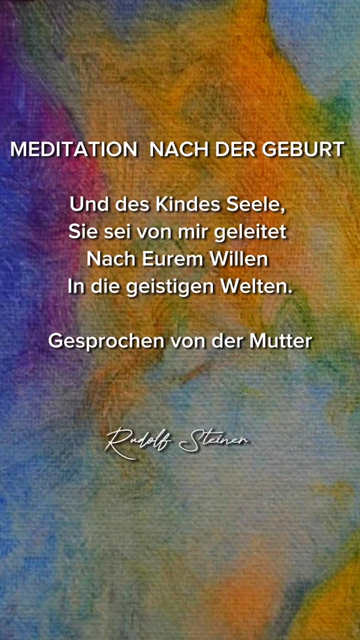 MEDITATION NACH DER GEBURT
Und des Kindes Seele,
Sie sei von mir geleitet
Nach Eurem Willen
In die geistigen Welten.
Gesprochen von der Mutter
Rudolf Steiner